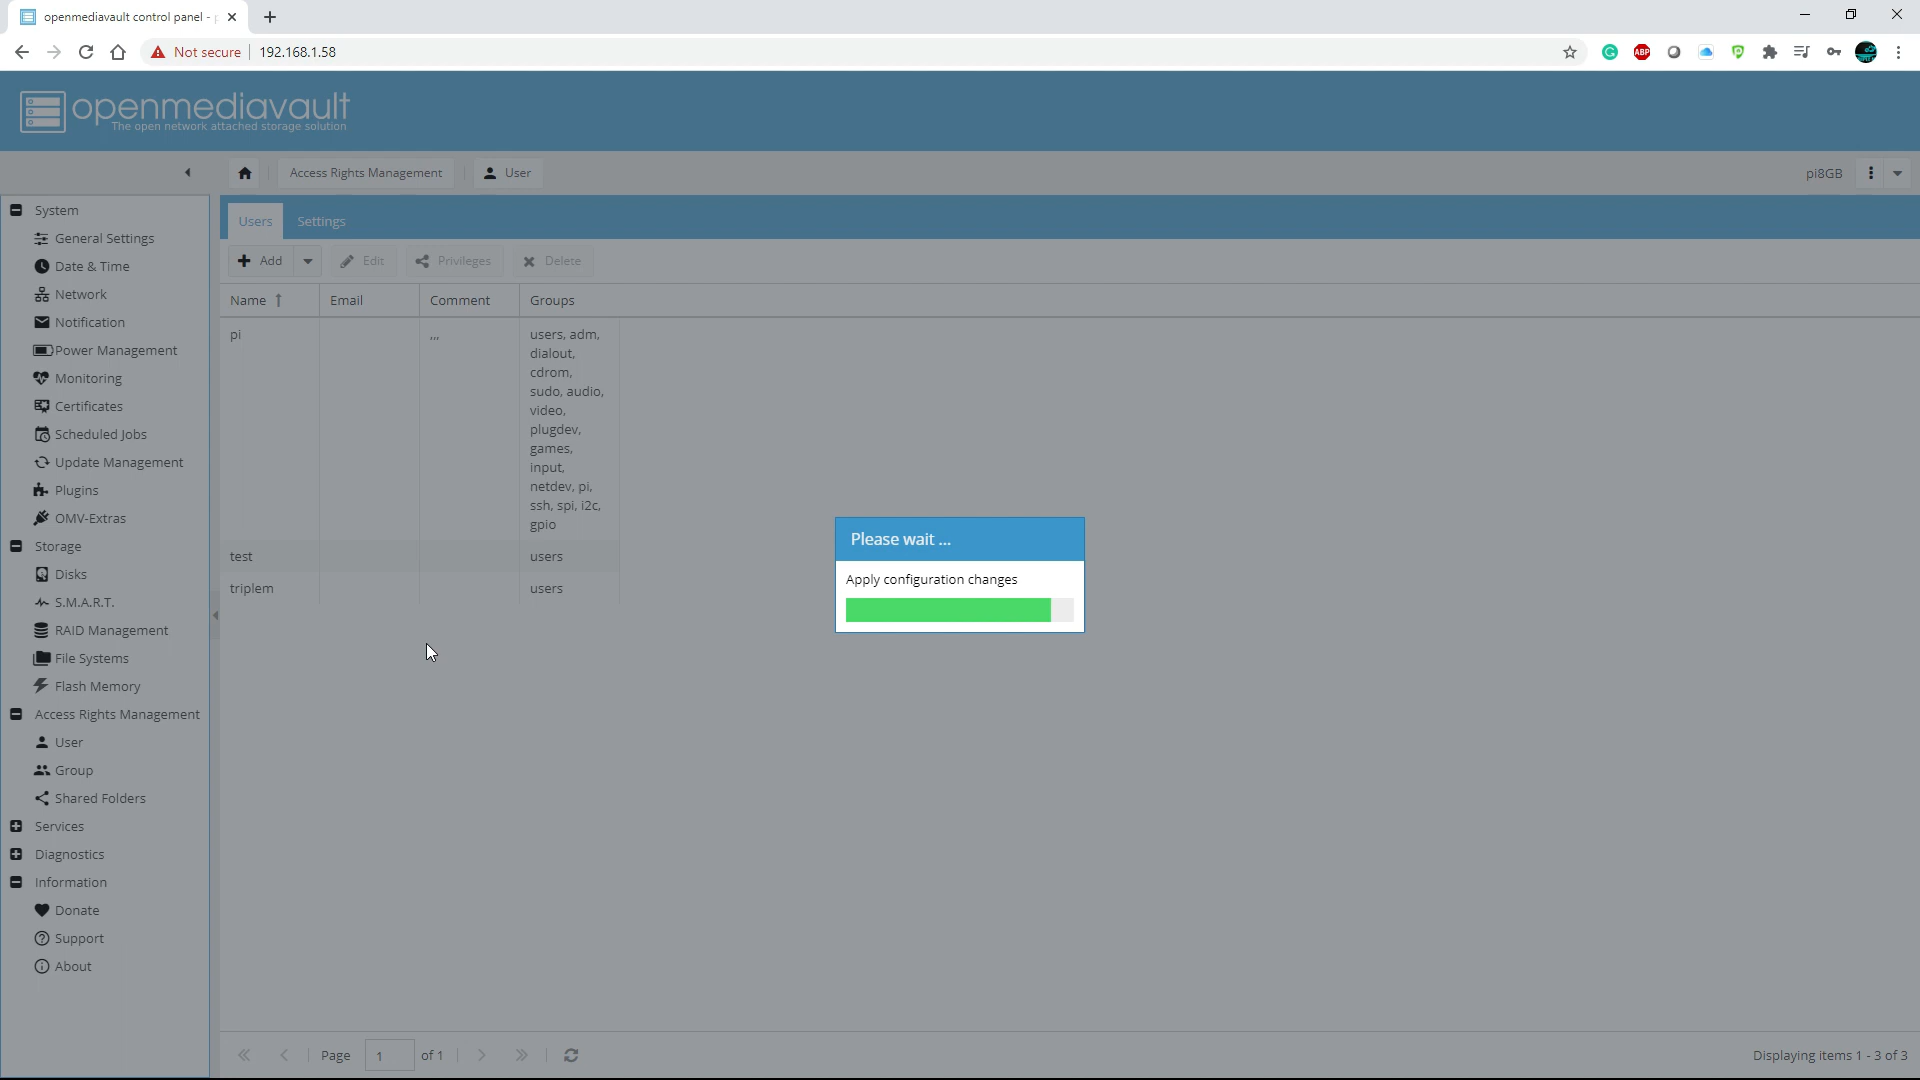 openmediavault control panel - p
Not secure
192.168.1.58
ABP
openmediavault
The open network attached storage solution
Access Rights Management
User
pi8GB
System
General Settings
Date & Time
Network
Notification
Power Management
Monitoring
Certificates
Scheduled Jobs
Update Management
Plugins
OMV-Extras
Storage
Disks
S.M.A.R.T.
RAID Management
File Systems
Flash Memory
Access Rights Management
User
Group
Shared Folders
Services
Diagnostics
Information
Donate
Support
About
Users
Settings
Add
Edit
Privileges
Delete
Name
Email
Comment
Groups
pi
,,,
users, adm,
dialout,
cdrom,
sudo, audio,
video,
plugdev,
games,
input,
netdev, pi,
ssh, spi, i2c,
gpio
test
users
triplem
users
Please wait ...
Apply configuration changes
Page 1 of 1
Displaying items 1 - 3 of 3